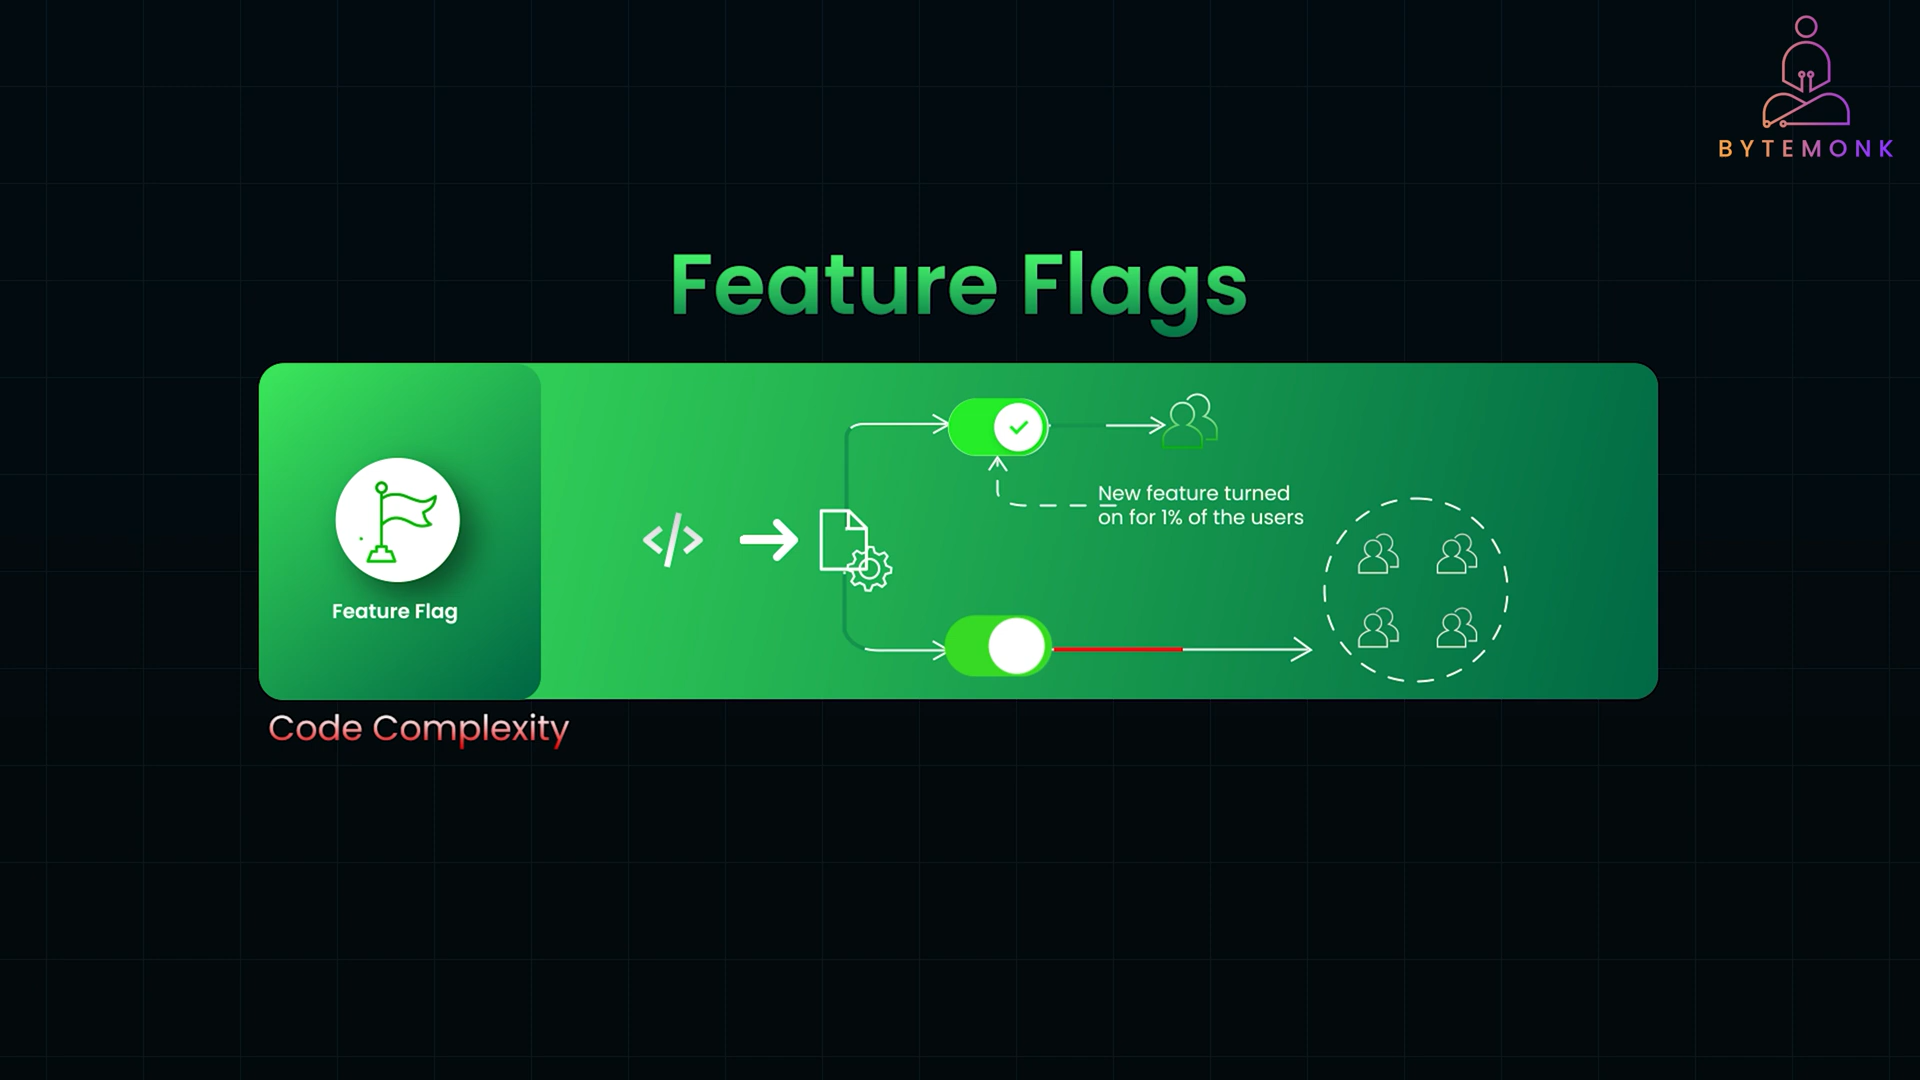 BYTEMONK
Feature Flags
New feature turned
on for 1% of the users
</>
Feature Flag
Code Complexity